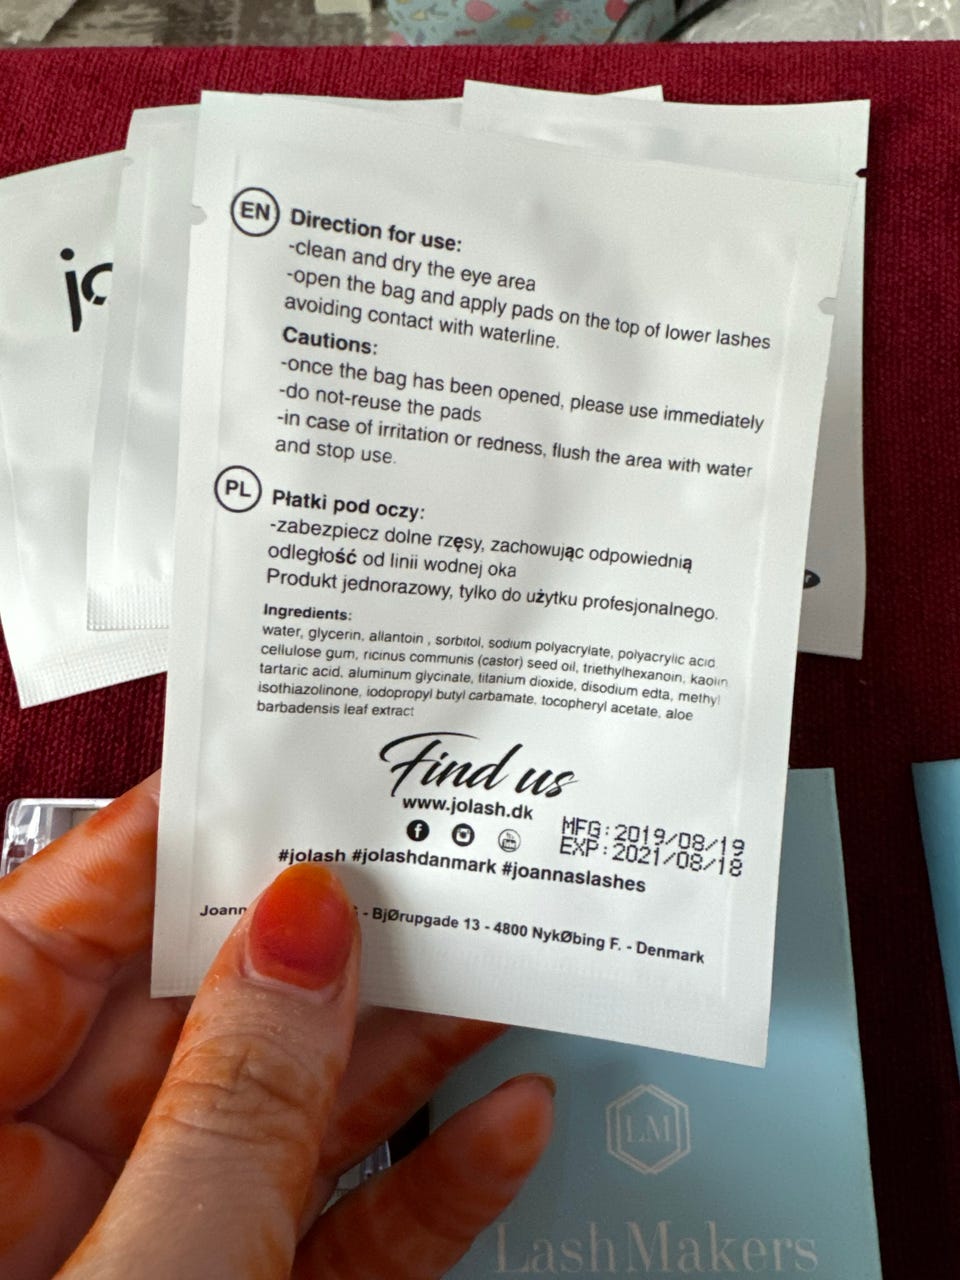 EN
Direction for use:
-clean and dry the eye area
-open the bag and apply pads on the top of lower lashes
avoiding contact with waterline.
Cautions:
-once the bag has been opened, please use immediately
-do not-reuse the pads
-in case of irritation or redness, flush the area with water
and stop use.
PL
Płatki pod oczy:
-zabezpiecz dolne rzęsy, zachowując odpowiednią
odległość od linii wodnej oka
Produkt jednorazowy, tylko do użytku profesjonalnego.
Ingredients:
water, glycerin, allantoin , sorbitol, sodium polyacrylate, polyacrylic acid
cellulose gum, ricinus communis (castor) seed oil, triethylhexanoin, kaolin
tartaric acid, aluminum glycinate, titanium dioxide, disodium edta, methyl
isothiazolinone, iodopropyl butyl carbamate, tocopheryl acetate, aloe
barbadensis leaf extract
Find us
www.jolash.dk
MFG:2019/08/19
EXP:2021/08/18
#jolash #jolashdanmark #joannaslashes
- BjØrupgade 13 - 4800 NykØbing F. - Denmark
LM
LashMakers